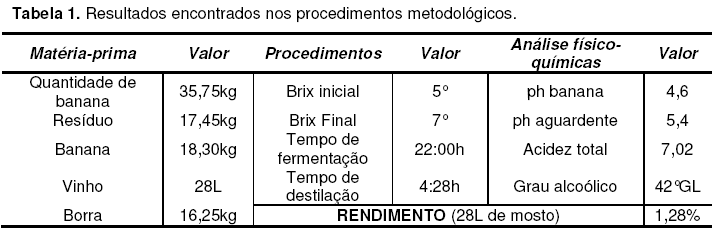 Tabela 1. Resultados encontrados nos procedimentos metodológicos.
Matéria-prima Valor Procedimentos Valor Análise físico-químicas Valor
Quantidade de banana 35,75kg Brix inicial 5º ph banana 4,6
Resíduo 17,45kg Brix Final 7º ph aguardente 5,4
Banana 18,30kg Tempo de fermentação 22:00h Acidez total 7,02
Vinho 28L Tempo de destilação 4:28h Grau alcoólico 42ºGL
Borra 16,25kg RENDIMENTO (28L de mosto) 1,28%